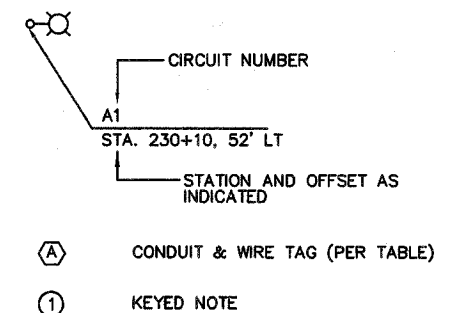 CIRCUIT NUMBER
A1
STA. 230+10, 52' LT
STATION AND OFFSET AS
INDICATED
A CONDUIT & WIRE TAG (PER TABLE)
1 KEYED NOTE